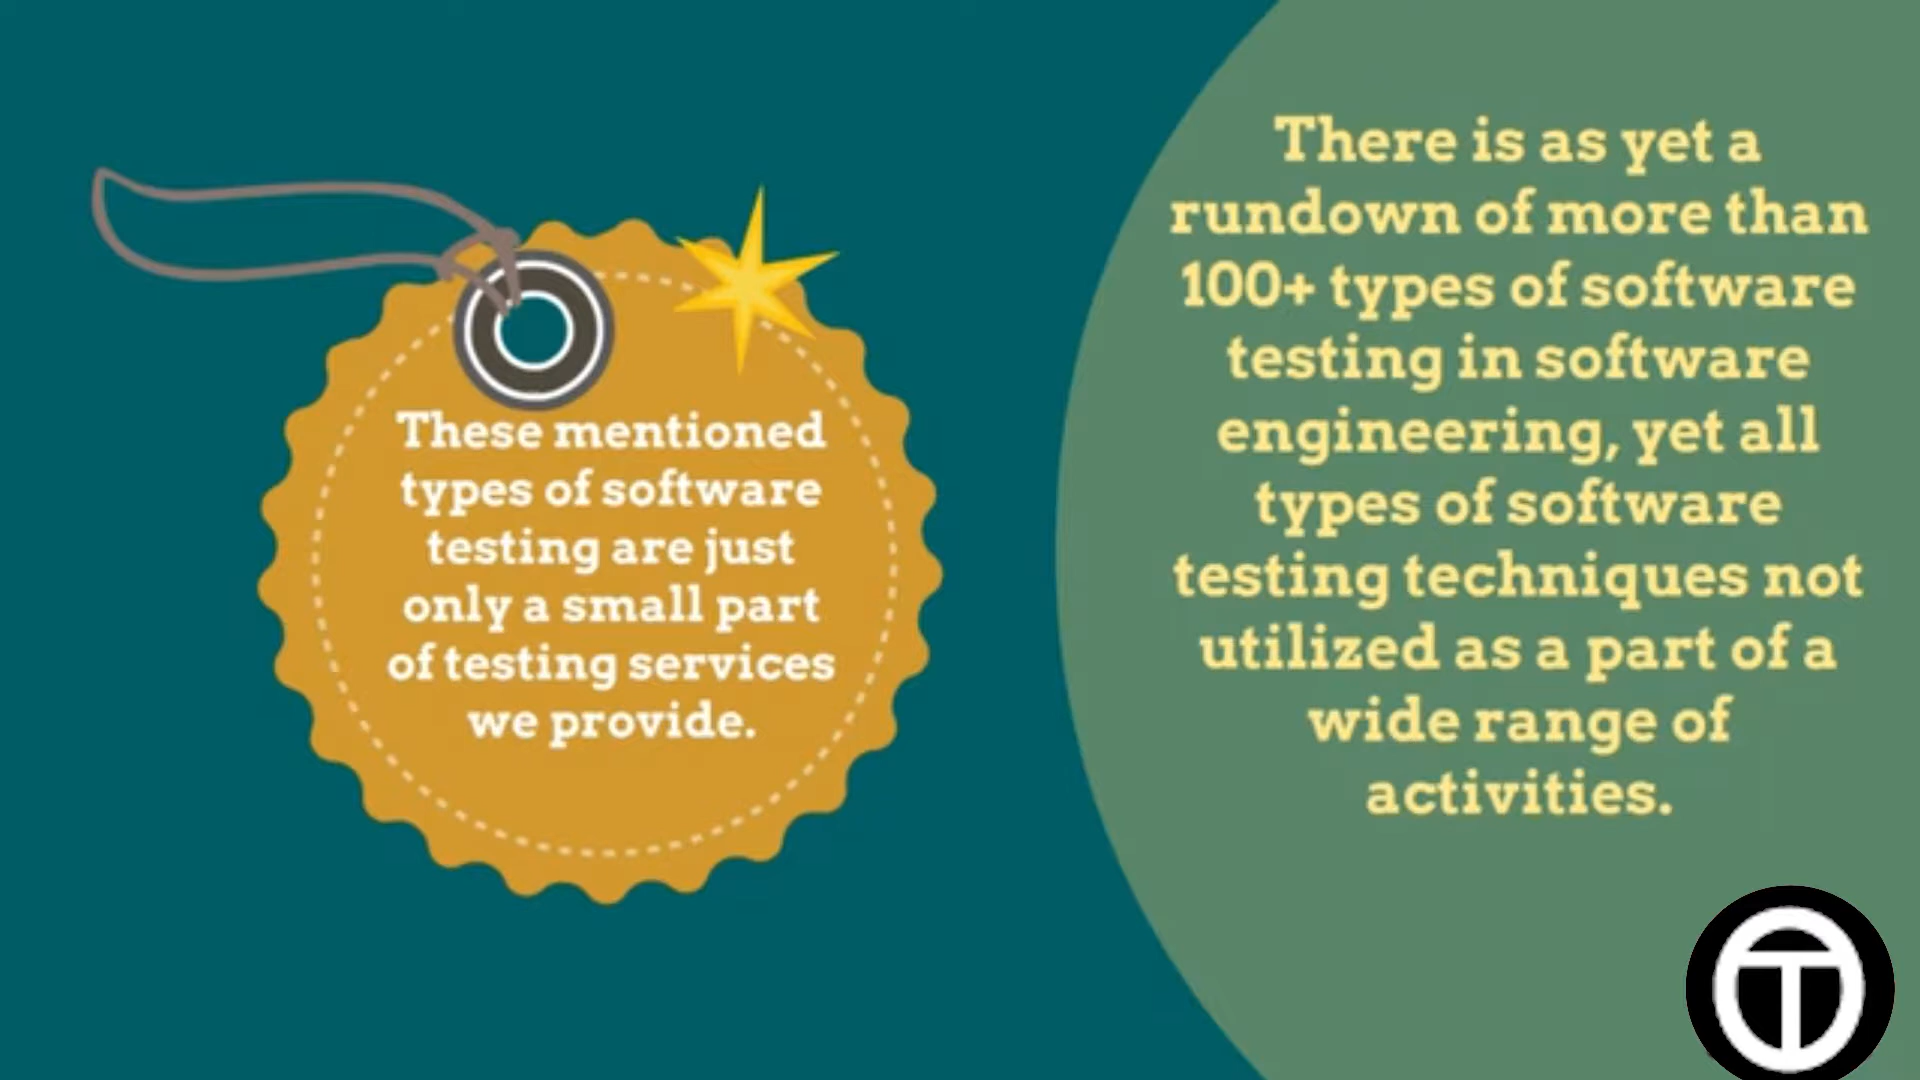 These mentioned
types of software
testing are just
only a small part
of testing services
we provide.
There is as yet a
rundown of more than
100+ types of software
testing in software
engineering, yet all
types of software
testing techniques not
utilized as a part of a
wide range of
activities.
T